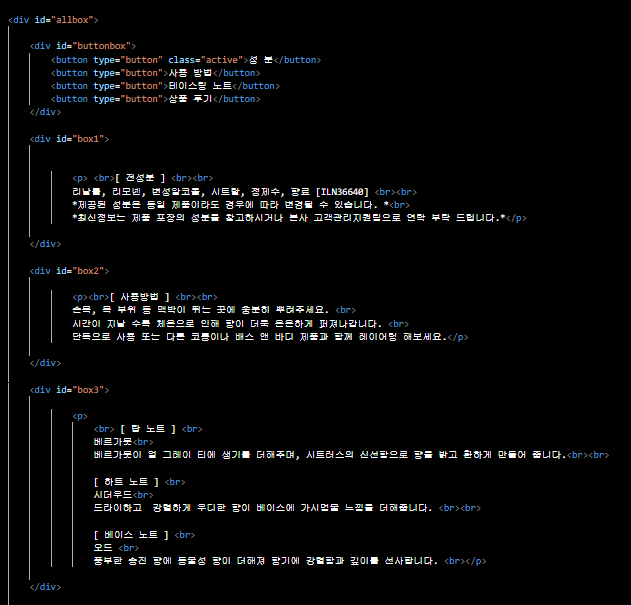 <div id="allbox">
<div id="buttonbox">
<button type="button" class="active">성 분</button>
<button type="button">사용 방법</button>
<button type="button">테이스팅 노트</button>
<button type="button">상품 후기</button>
</div>
<div id="box1">
<p> <br>[ 전성분 ] <br><br>
리날룰, 리모넨, 변성알코올, 시트랄, 정제수, 향료 [ILN36640] <br><br>
*제공된 성분은 동일 제품이라도 경우에 따라 변경될 수 있습니다. *<br>
*최신정보는 제품 포장의 성분을 참고하시거나 본사 고객관리지원팀으로 연락 부탁 드립니다.*</p>
</div>
<div id="box2">
<p><br>[ 사용방법 ] <br><br>
손목, 목 부위 등 맥박이 뛰는 곳에 충분히 뿌려주세요. <br>
시간이 지날 수록 체온으로 인해 향이 더욱 은은하게 퍼져나갑니다. <br>
단독으로 사용 또는 다른 코롱이나 배스 앤 바디 제품과 함께 레이어링 해보세요.</p>
</div>
<div id="box3">
<p>
<br> [ 탑 노트 ] <br>
베르가못<br>
베르가못이 얼 그레이 티에 생기를 더해주며, 시트러스의 신선함으로 향을 밝고 환하게 만들어 줍니다.<br><br>
[ 하트 노트 ] <br>
시더우드<br>
드라이하고 강렬하게 우디한 향이 베이스에 가시업울 느낌을 더해줍니다. <br><br>
[ 베이스 노트 ] <br>
오드 <br>
풍부한 송진 향에 동물성 향이 더해져 향기에 강렬함과 깊이를 선사합니다. <br></p>
</div>